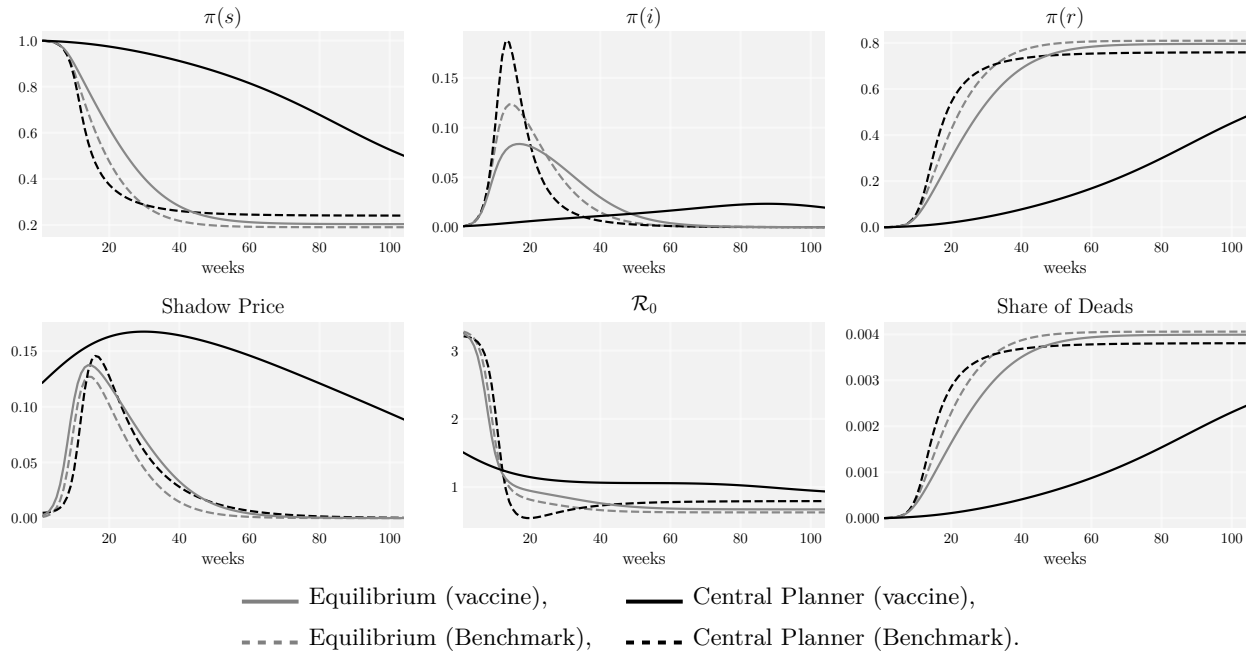 π(s) π(i) π(r)
1.0 0.8 0.6 0.4 0.2
0.15 0.10 0.05 0.00
0.8 0.6 0.4 0.2 0.0
20 40 60 80 100 20 40 60 80 100 20 40 60 80 100
weeks weeks weeks
Shadow Price R₀ Share of Deads
0.15 0.10 0.05 0.00
3 2 1
0.004 0.003 0.002 0.001 0.000
20 40 60 80 100 20 40 60 80 100 20 40 60 80 100
weeks weeks weeks
Equilibrium (vaccine), Central Planner (vaccine),
Equilibrium (Benchmark), Central Planner (Benchmark).